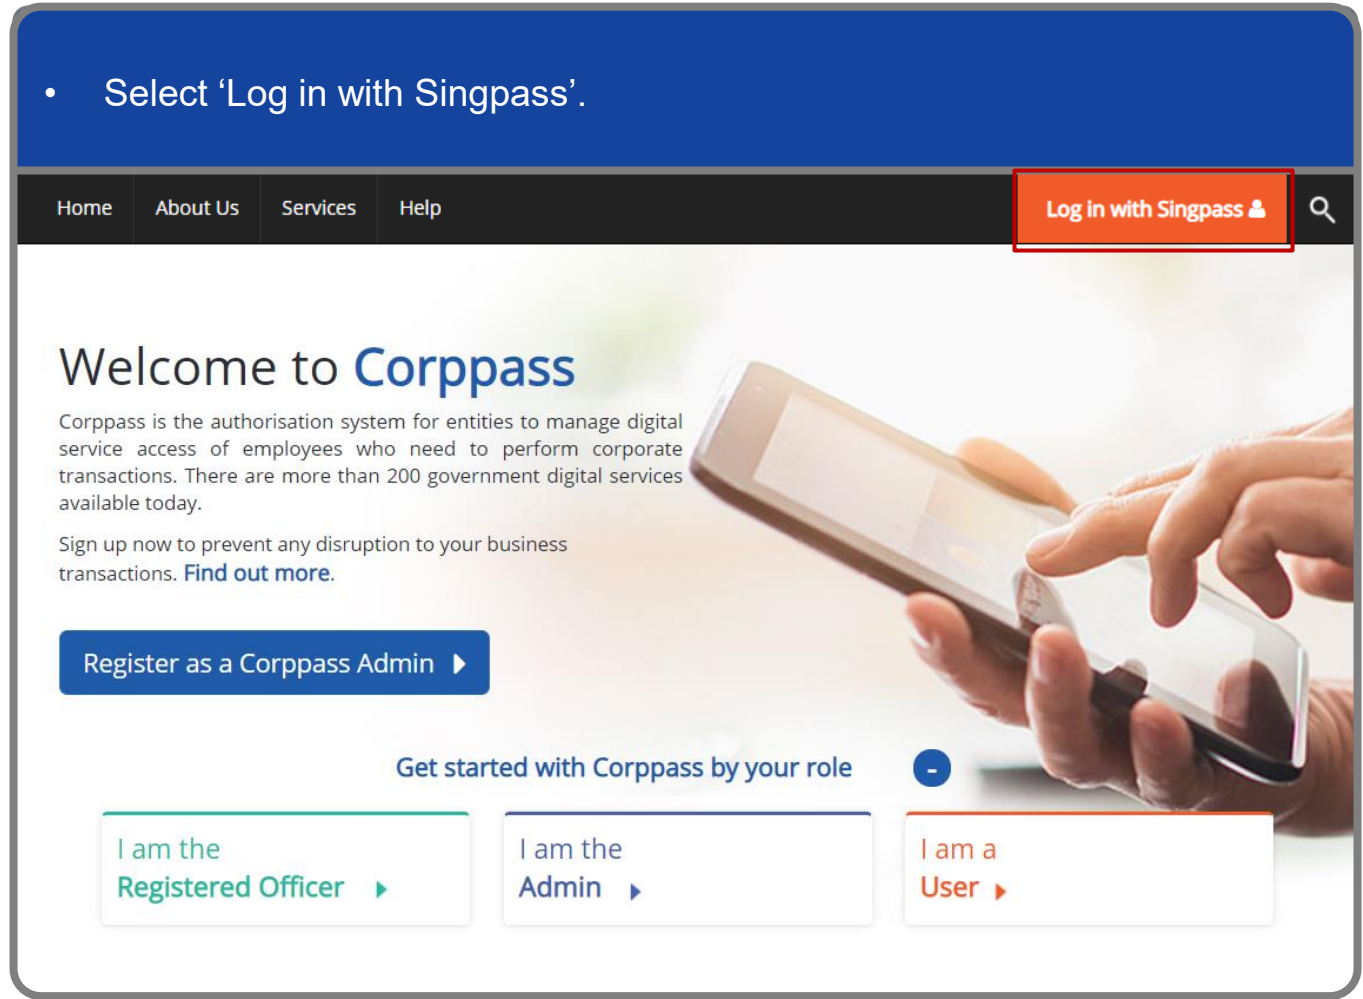 • Select ‘Log in with Singpass’.
Home About Us Services Help Log in with Singpass
Welcome to Corppass
Corppass is the authorisation system for entities to manage digital
service access of employees who need to perform corporate
transactions. There are more than 200 government digital services
available today.
Sign up now to prevent any disruption to your business
transactions. Find out more.
Register as a Corppass Admin
Get started with Corppass by your role -
I am the
Registered Officer
I am the
Admin
I am a
User